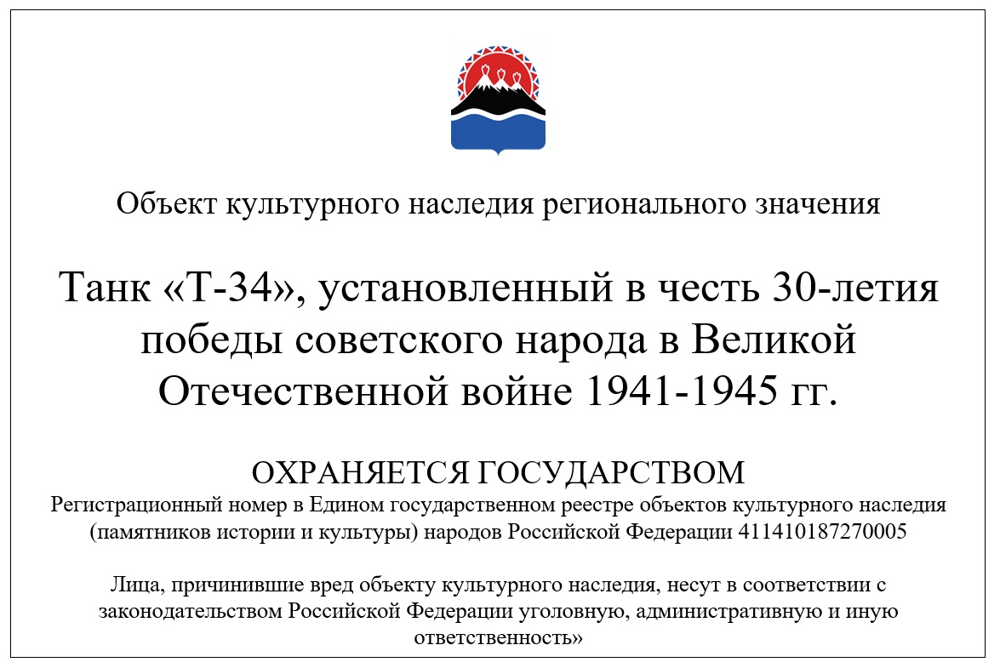 Объект культурного наследия регионального значения
Танк «Т-34», установленный в честь 30-летия
победы советского народа в Великой
Отечественной войне 1941-1945 гг.
ОХРАНЯЕТСЯ ГОСУДАРСТВОМ
Регистрационный номер в Едином государственном реестре объектов культурного наследия
(памятников истории и культуры) народов Российской Федерации 411410187270005
Лица, причинившие вред объекту культурного наследия, несут в соответствии с
законодательством Российской Федерации уголовную, административную и иную
ответственность»